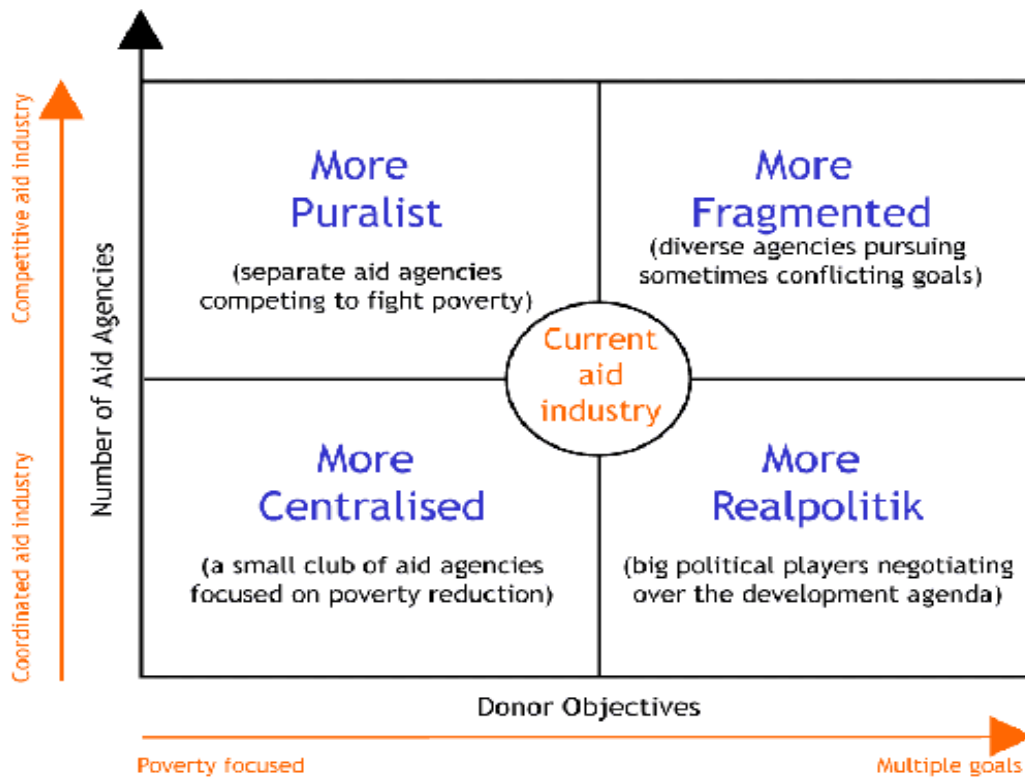 Competitive aid industry
Coordinated aid industry
Number of Aid Agencies
More
Puralist
(separate aid agencies
competing to fight poverty)
More
Fragmented
(diverse agencies pursuing
sometimes conflicting goals)
Current
aid
industry
More
Centralised
(a small club of aid agencies
focused on poverty reduction)
More
Realpolitik
(big political players negotiating
over the development agenda)
Donor Objectives
Poverty focused
Multiple goals